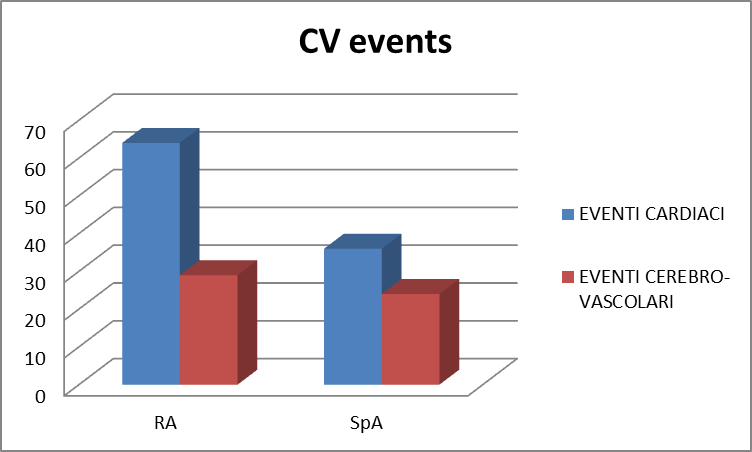 CV events
70
60
50
40
30
20
10
0
RA
SpA
EVENTI CARDIACI
EVENTI CEREBRO-
VASCOLARI